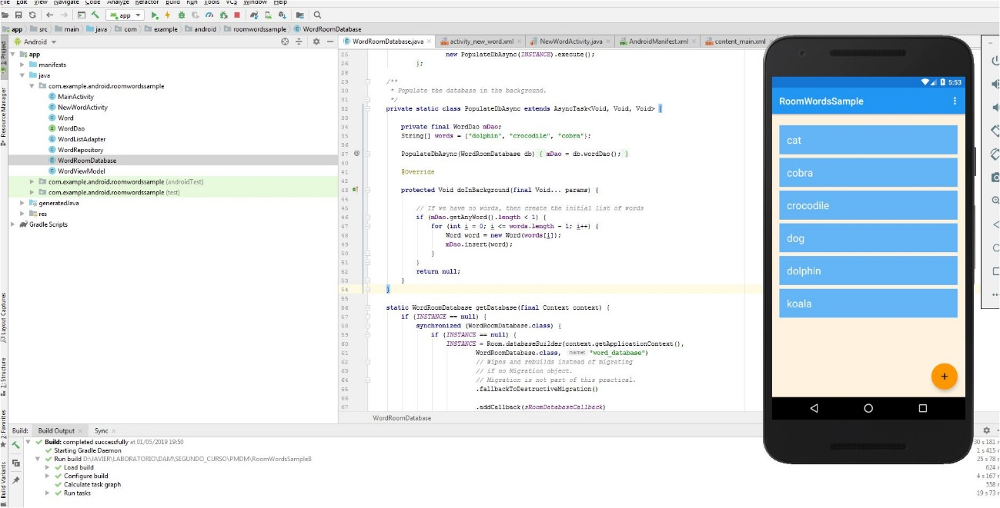 File Edit View Navigate Code Analyze Refactor Build Run Tools VCS Window Help
app
app src main java com example android roomwordssample WordRoomDatabase
Android
WordRoomDatabase.java activity_new_word.xml NewWordActivity.java AndroidManifest.xml content_main.xml
1: Project
Resource Manager
Layout Captures
Z: Structure
2: Favorites
Build Variants
app
manifests
java
com.example.android.roomwordssample
MainActivity
NewWordActivity
Word
WordDao
WordListAdapter
WordRepository
WordRoomDatabase
WordViewModel
com.example.android.roomwordssample (androidTest)
com.example.android.roomwordssample (test)
generatedJava
res
Gradle Scripts
25 new PopulateDbAsync(INSTANCE).execute();
26 };
28
29 /**
30 * Populate the database in the background.
31 */
32 private static class PopulateDbAsync extends AsyncTask<Void, Void, Void> {
33
34 private final WordDao mDao;
35 String[] words = {"dolphin", "crocodile", "cobra"};
36
37 @ PopulateDbAsync(WordRoomDatabase db) { mDao = db.wordDao(); }
40
41 @Override
42
43 protected Void doInBackground(final Void... params) {
44
45 // If we have no words, then create the initial list of words
46 if (mDao.getAnyWord().length < 1) {
47 for (int i = 0; i <= words.length - 1; i++) {
48 Word word = new Word(words[i]);
49 mDao.insert(word);
50 }
51 }
52 return null;
53 }
54 }
55
56 static WordRoomDatabase getDatabase(final Context context) {
57 if (INSTANCE == null) {
58 synchronized (WordRoomDatabase.class) {
59 if (INSTANCE == null) {
60 INSTANCE = Room.databaseBuilder(context.getApplicationContext(),
61 WordRoomDatabase.class, name: "word_database")
62 // Wipes and rebuilds instead of migrating
63 // if no Migration object.
64 // Migration is not part of this practical.
65 .fallbackToDestructiveMigration()
66
67 .addCallback(sRoomDatabaseCallback)
WordRoomDatabase
5:53
RoomWordsSample
cat
cobra
crocodile
dog
dolphin
koala
+
Build: Build Output Sync
Build: completed successfully at 01/05/2019 19:50 30 s 181 m
Starting Gradle Daemon 1 s 415 m
Run build D:\JAVIER\LABORATORIO\DAM\SEGUNDO_CURSO\PMDM\RoomWordsSampleB 25 s 78 m
Load build 624 m
Configure build 4 s 167 m
Calculate task graph 558 m
Run tasks 19 s 73 m